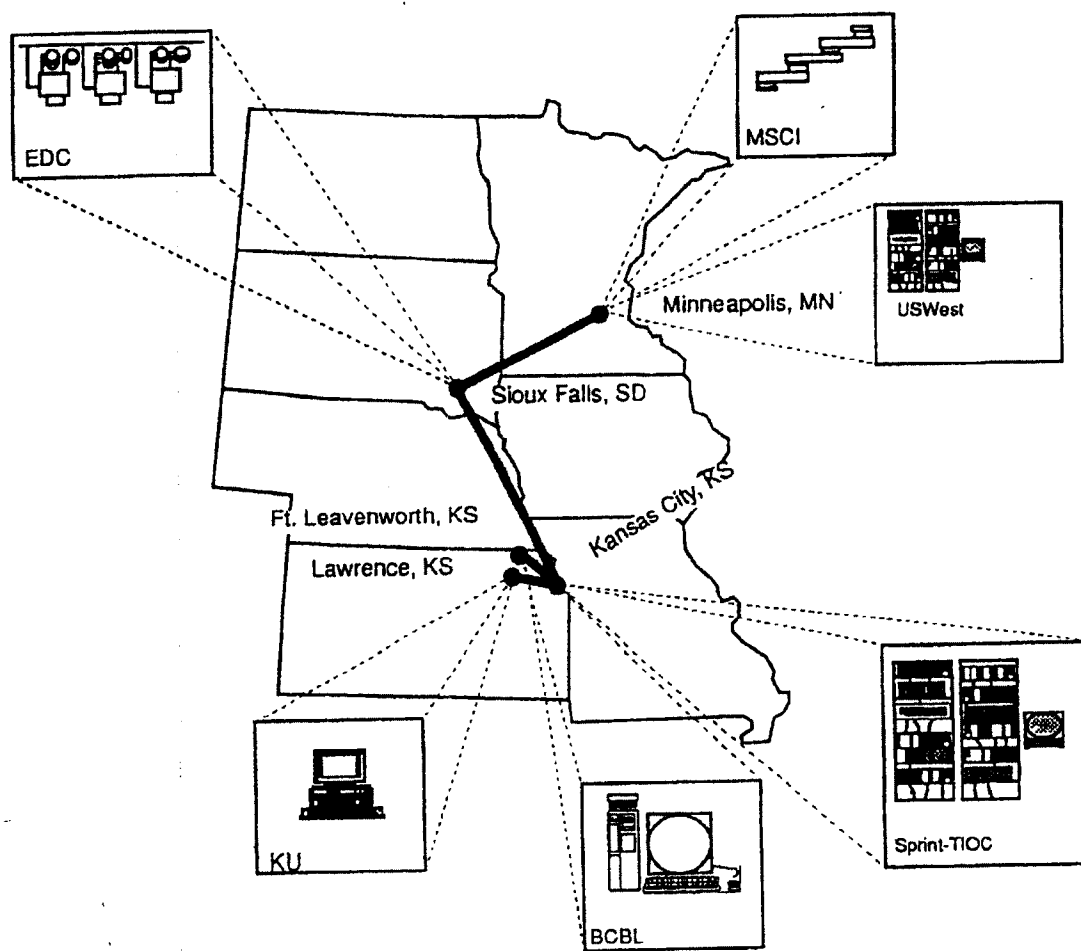 EDC
MSCI
USWest
Minneapolis, MN
Sioux Falls, SD
Kansas City, KS
Ft. Leavenworth, KS
Lawrence, KS
KU
BCBL
Sprint-TIOC